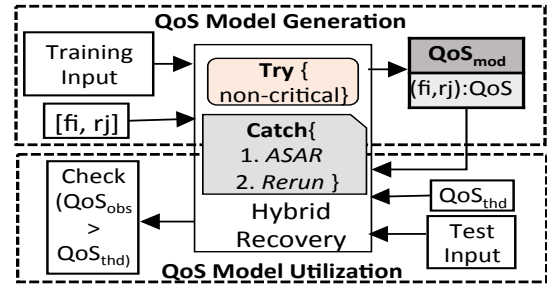 QoS Model Generation
Training
Input
[fi, rj]
Try {
non-critical}
Catch{
1. ASAR
2. Rerun }
Hybrid
Recovery
QoSmod
(fi,rj):QoS
Check
(QoSobs
>
QoSthd)
QoSthd
Test
Input
QoS Model Utilization